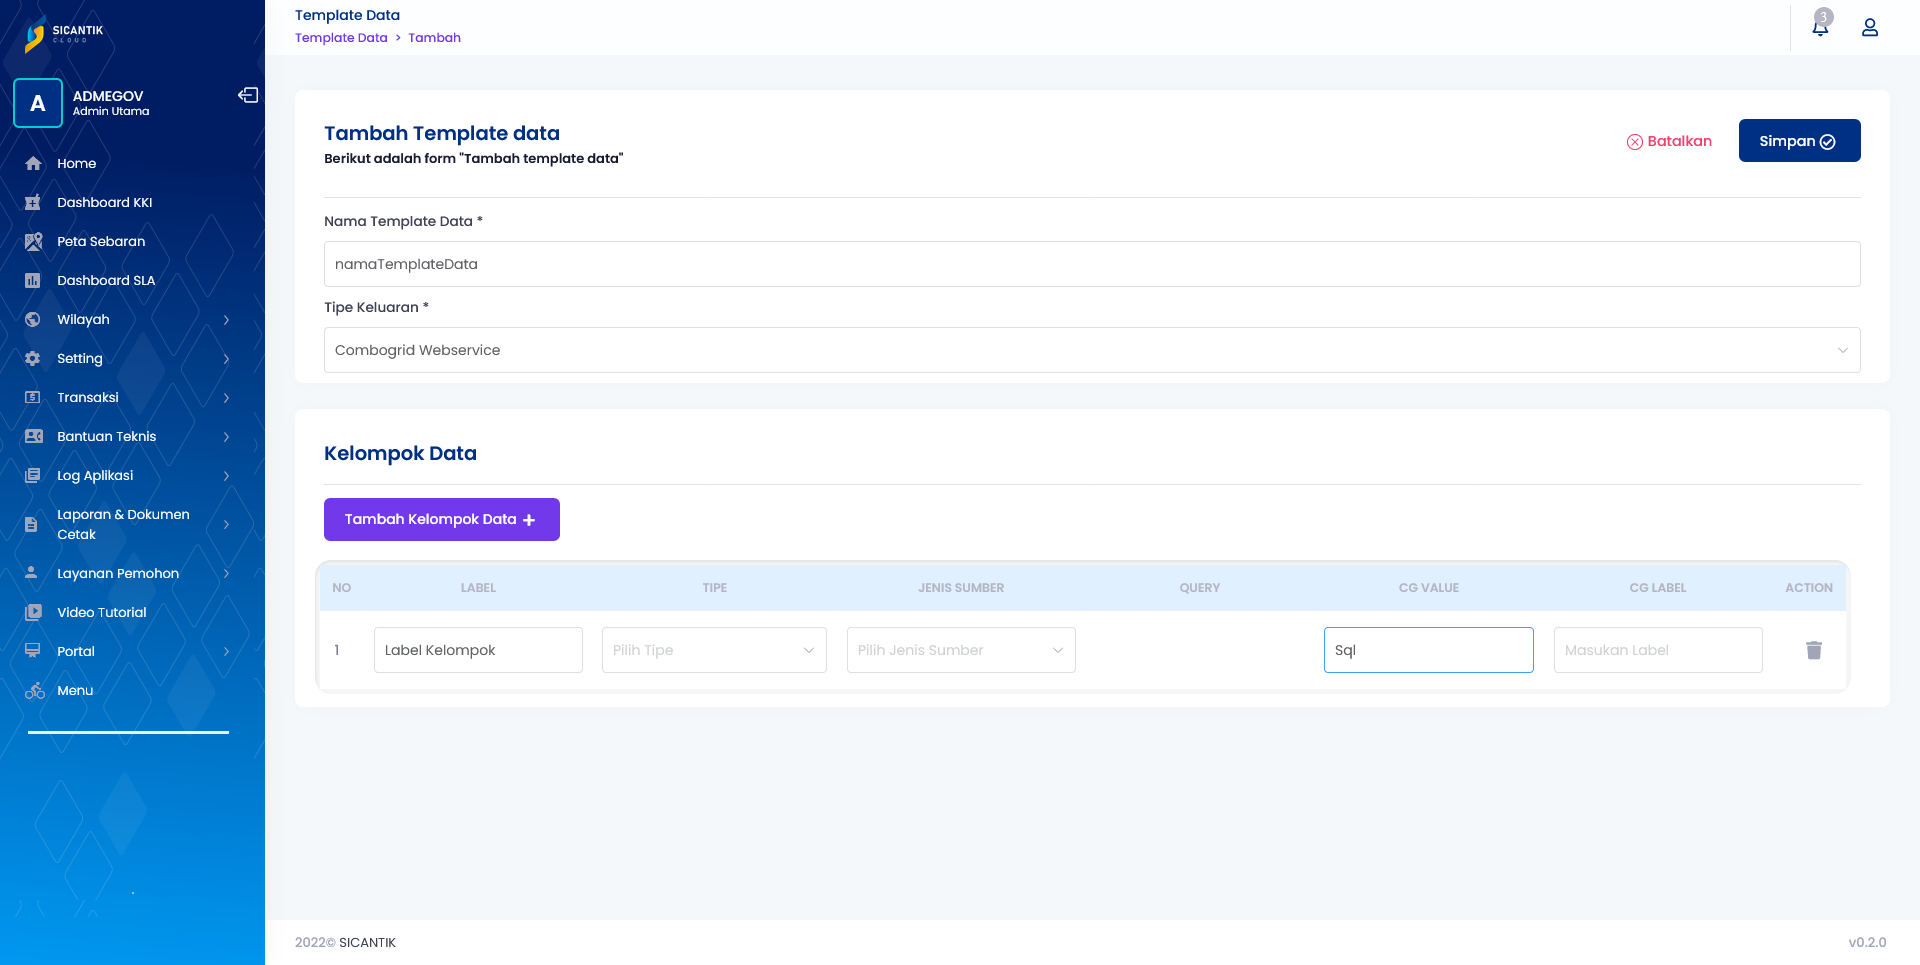 SICANTIK
CLOUD
A
ADMEGOV
Admin Utama
Home
Dashboard KKI
Peta Sebaran
Dashboard SLA
Wilayah
Setting
Transaksi
Bantuan Teknis
Log Aplikasi
Laporan & Dokumen
Cetak
Layanan Pemohon
Video Tutorial
Portal
Menu
Template Data
Template Data > Tambah
3
Tambah Template data
Berikut adalah form "Tambah template data"
Batalkan
Simpan
Nama Template Data *
namaTemplateData
Tipe Keluaran *
Combogrid Webservice
Kelompok Data
Tambah Kelompok Data +
NO LABEL TIPE JENIS SUMBER QUERY CG VALUE CG LABEL ACTION
1 Label Kelompok Pilih Tipe Pilih Jenis Sumber Sql Masukan Label
2022© SICANTIK
v0.2.0